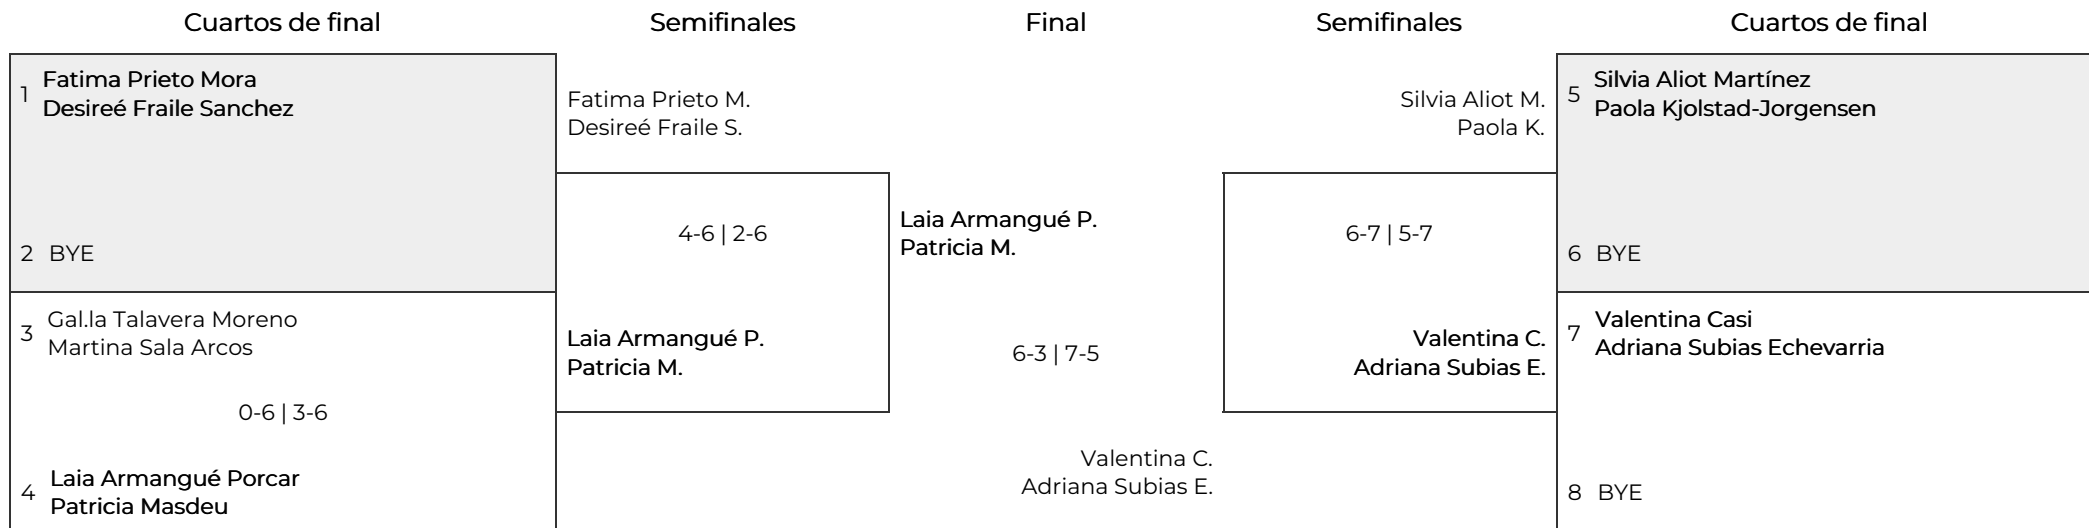 Cuartos de final
Semifinales
Final
Semifinales
Cuartos de final
1
Fatima Prieto Mora
Desireé Fraile Sanchez
2 BYE
3
Gal.la Talavera Moreno
Martina Sala Arcos
0-6 | 3-6
4
Laia Armangué Porcar
Patricia Masdeu
Fatima Prieto M.
Desireé Fraile S.
4-6 | 2-6
Laia Armangué P.
Patricia M.
Laia Armangué P.
Patricia M.
6-3 | 7-5
Valentina C.
Adriana Subias E.
Silvia Aliot M.
Paola K.
6-7 | 5-7
Valentina C.
Adriana Subias E.
5
Silvia Aliot Martínez
Paola Kjolstad-Jorgensen
6 BYE
7
Valentina Casi
Adriana Subias Echevarria
8 BYE